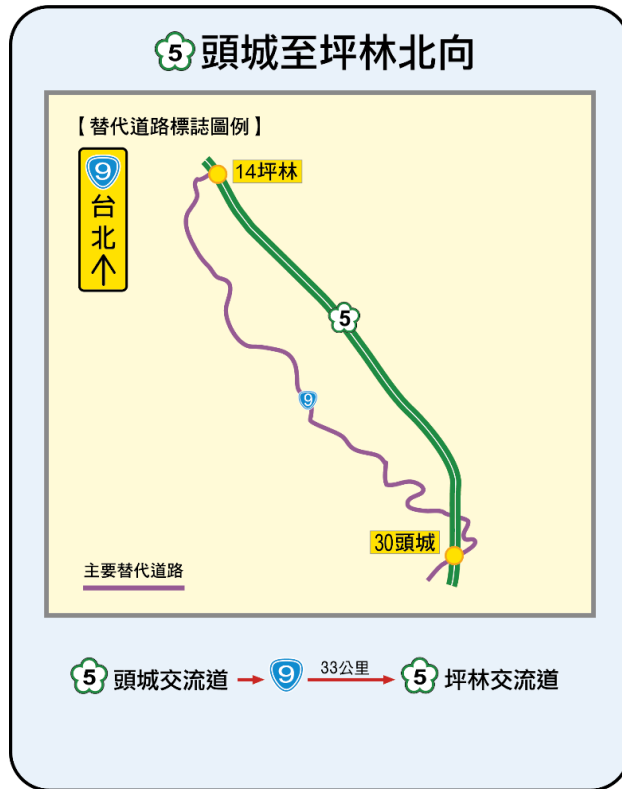 5 頭城至坪林北向
【替代道路標誌圖例】
9
台
北
14坪林
5
9
30頭城
主要替代道路
5 頭城交流道 → 9 33公里 → 5 坪林交流道